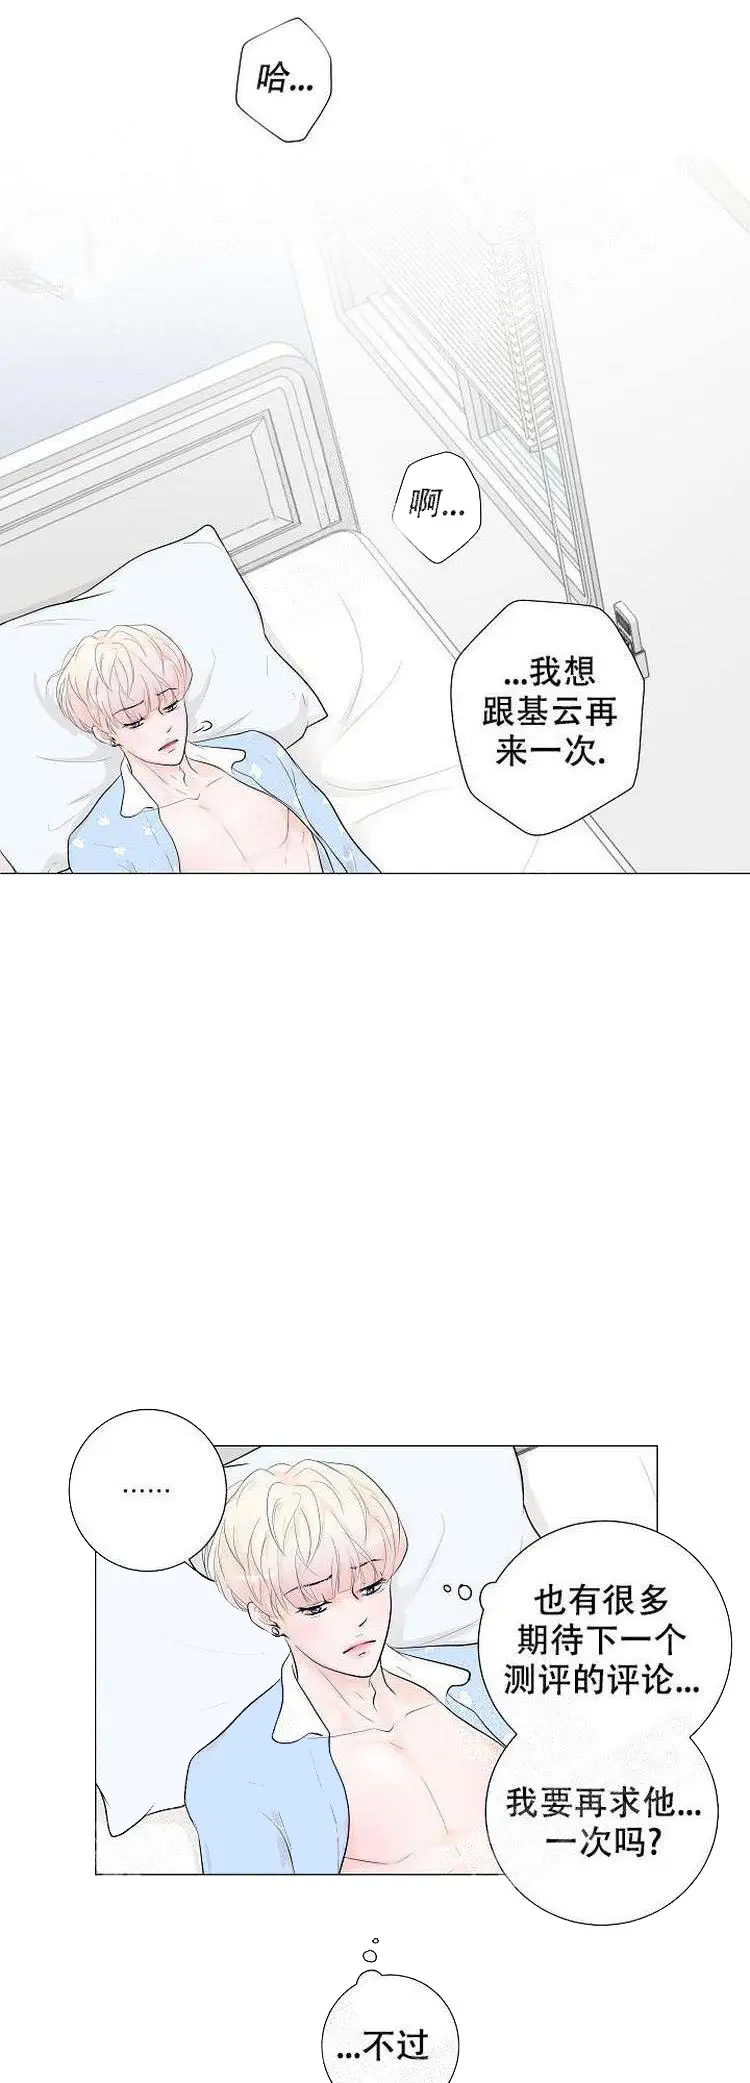 哈...
啊...
...我想
跟基云再
来一次.
……
也有很多
期待下一个
测评的评论...
我要再求他...
一次吗?
...不过